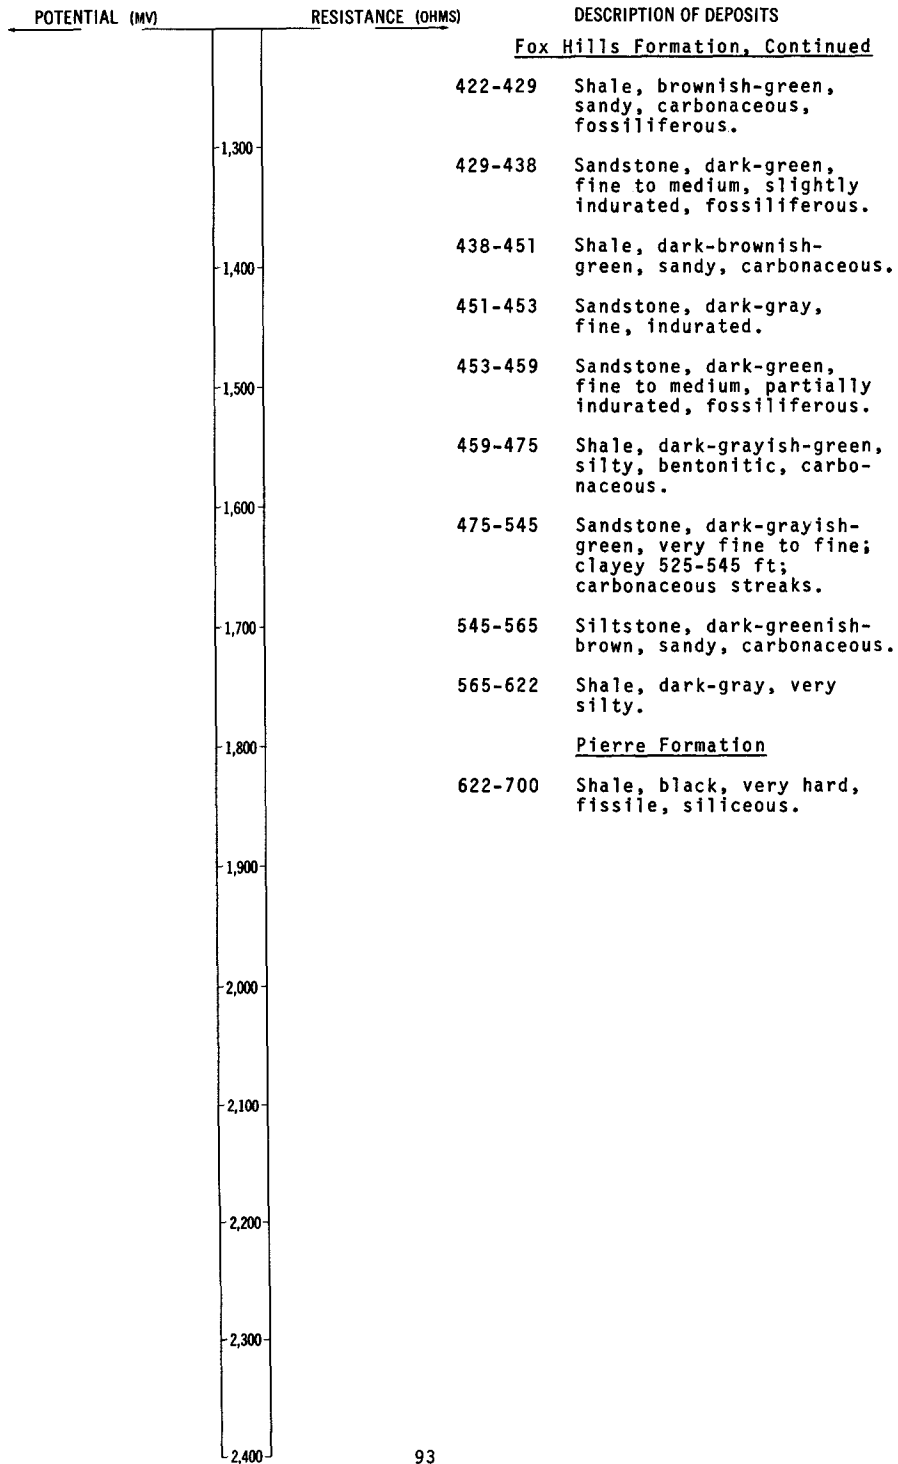 POTENTIAL (MV) RESISTANCE (OHMS) DESCRIPTION OF DEPOSITS
Fox Hills Formation, Continued
422-429 Shale, brownish-green,
sandy, carbonaceous,
fossiliferous.
1,300
429-438 Sandstone, dark-green,
fine to medium, slightly
indurated, fossiliferous.
438-451 Shale, dark-brownish-
green, sandy, carbonaceous.
1,400
451-453 Sandstone, dark-gray,
fine, indurated.
453-459 Sandstone, dark-green,
fine to medium, partially
indurated, fossiliferous.
1,500
459-475 Shale, dark-grayish-green,
silty, bentonitic, carbo-
naceous.
1,600
475-545 Sandstone, dark-grayish-
green, very fine to fine;
clayey 525-545 ft;
carbonaceous streaks.
1,700
545-565 Siltstone, dark-greenish-
brown, sandy, carbonaceous.
565-622 Shale, dark-gray, very
silty.
1,800
Pierre Formation
622-700 Shale, black, very hard,
fissile, siliceous.
1,900
2,000
2,100
2,200
2,300
2,400
93